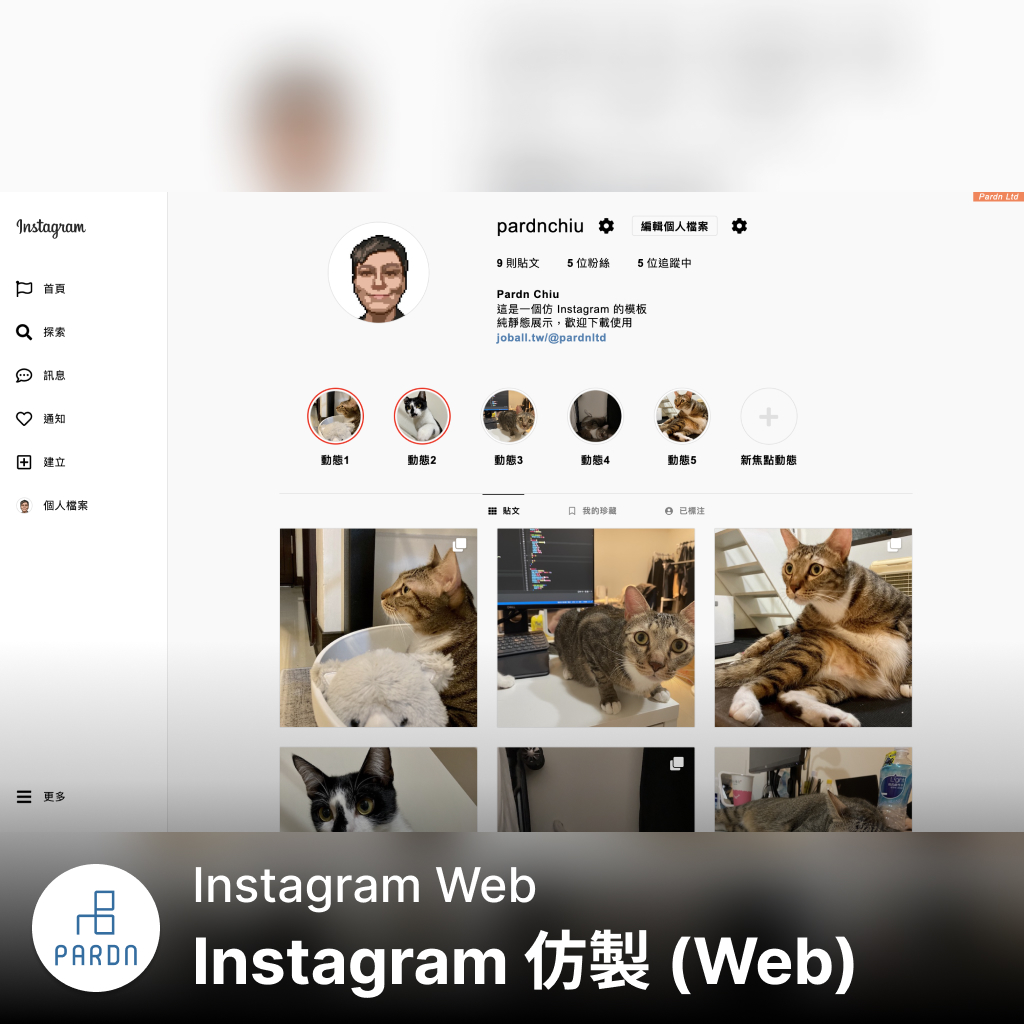 Pardn Ltd
Instagram
首頁
探索
訊息
通知
建立
個人檔案
更多
pardnchiu
編輯個人檔案
9 則貼文 5 位粉絲 5 位追蹤中
Pardn Chiu
這是一個仿 Instagram 的模板
純靜態展示，歡迎下載使用
joball.tw/@pardnltd
動態1 動態2 動態3 動態4 動態5 新焦點動態
貼文 我的珍藏 已標注
PARDN
Instagram Web
Instagram 仿製 (Web)